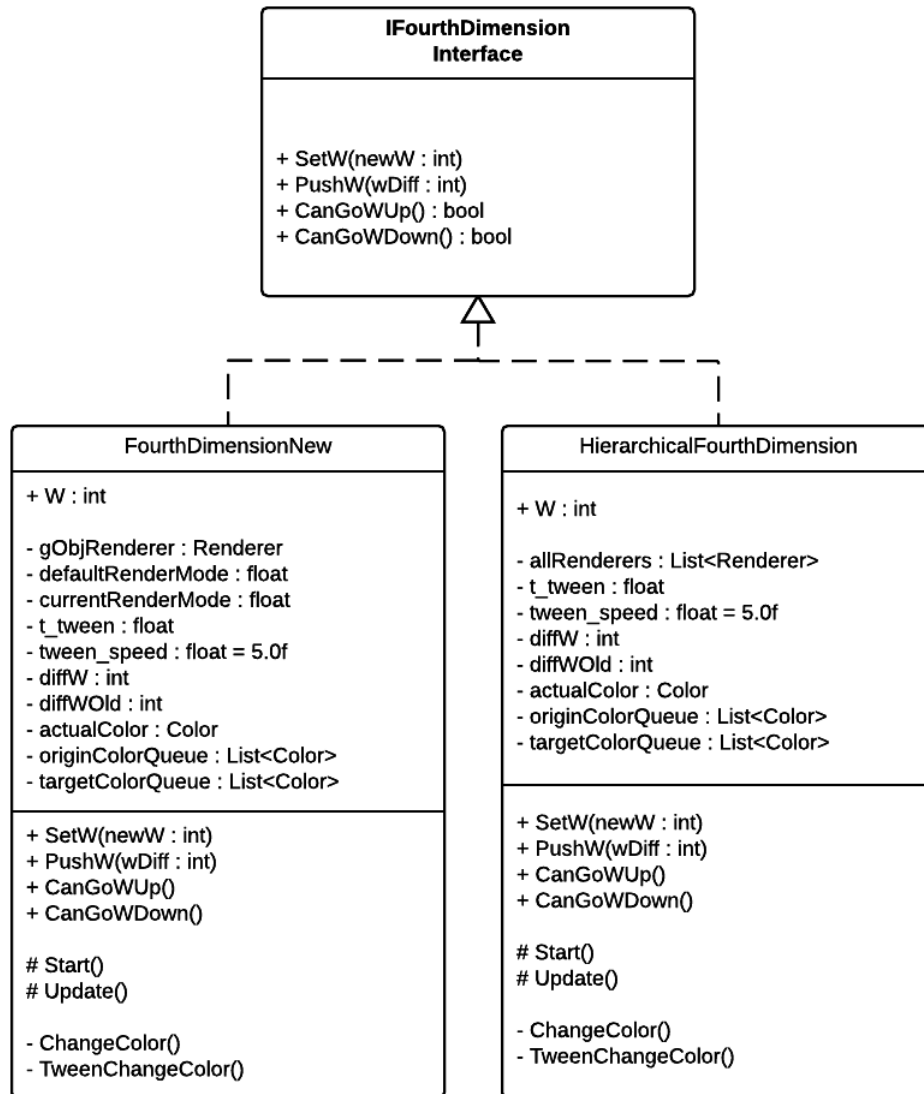 IFourthDimension
Interface
+ SetW(newW : int)
+ PushW(wDiff : int)
+ CanGoWUp() : bool
+ CanGoWDown() : bool
FourthDimensionNew
+ W : int
- gObjRenderer : Renderer
- defaultRenderMode : float
- currentRenderMode : float
- t_tween : float
- tween_speed : float = 5.0f
- diffW : int
- diffWOld : int
- actualColor : Color
- originColorQueue : List<Color>
- targetColorQueue : List<Color>
+ SetW(newW : int)
+ PushW(wDiff : int)
+ CanGoWUp()
+ CanGoWDown()
# Start()
# Update()
- ChangeColor()
- TweenChangeColor()
HierarchicalFourthDimension
+ W : int
- allRenderers : List<Renderer>
- t_tween : float
- tween_speed : float = 5.0f
- diffW : int
- diffWOld : int
- actualColor : Color
- originColorQueue : List<Color>
- targetColorQueue : List<Color>
+ SetW(newW : int)
+ PushW(wDiff : int)
+ CanGoWUp()
+ CanGoWDown()
# Start()
# Update()
- ChangeColor()
- TweenChangeColor()